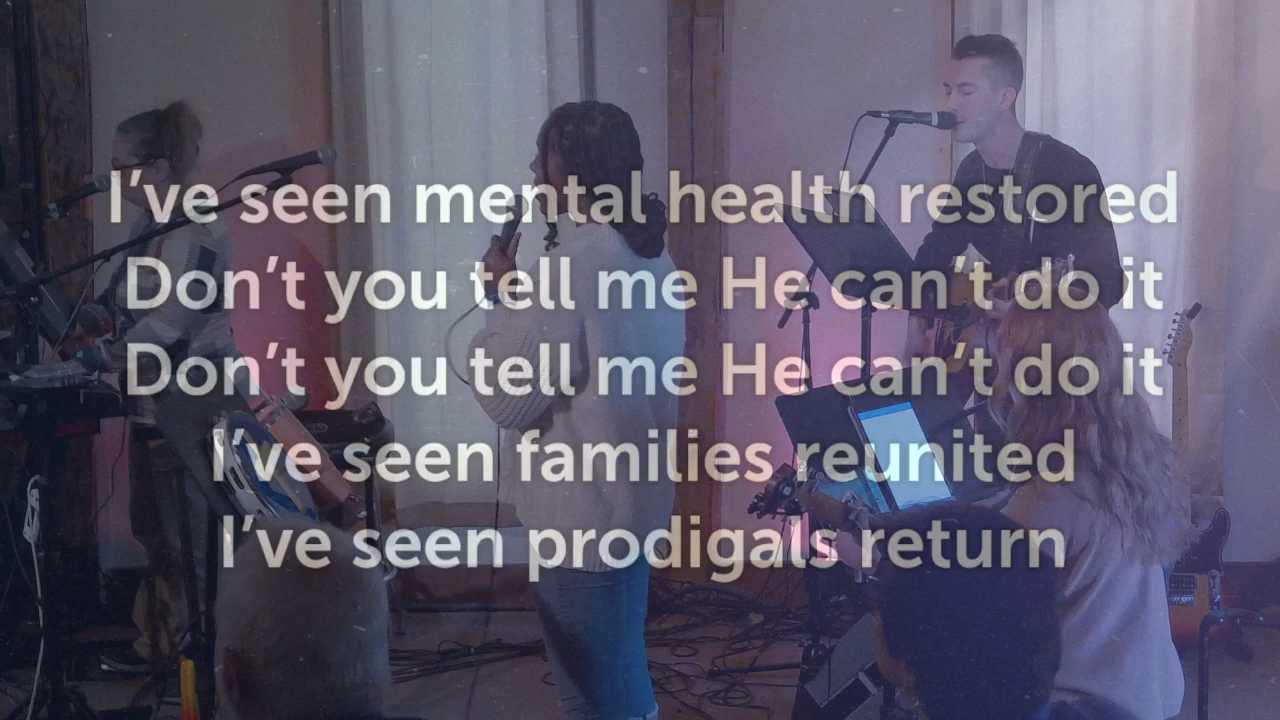 I’ve seen mental health restored
Don’t you tell me He can’t do it
Don’t you tell me He can’t do it
I’ve seen families reunited
I’ve seen prodigals return